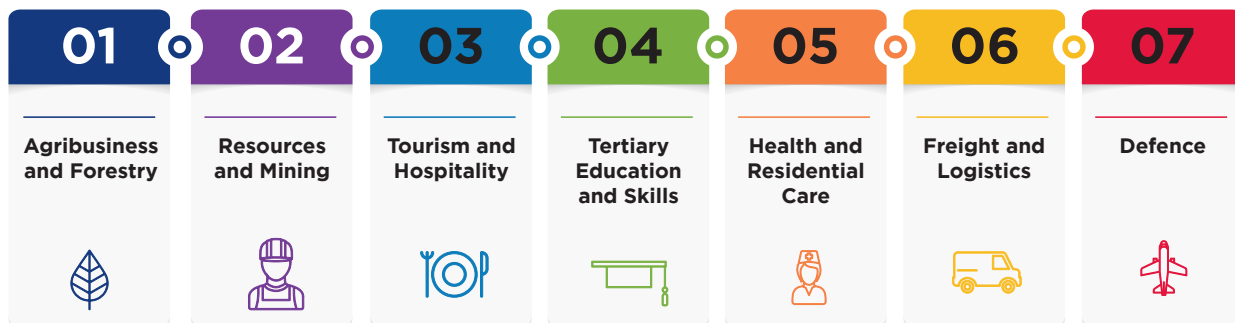 01
02
03
04
05
06
07
Agribusiness
and Forestry
Resources
and Mining
Tourism and
Hospitality
Tertiary
Education
and Skills
Health and
Residential
Care
Freight and
Logistics
Defence